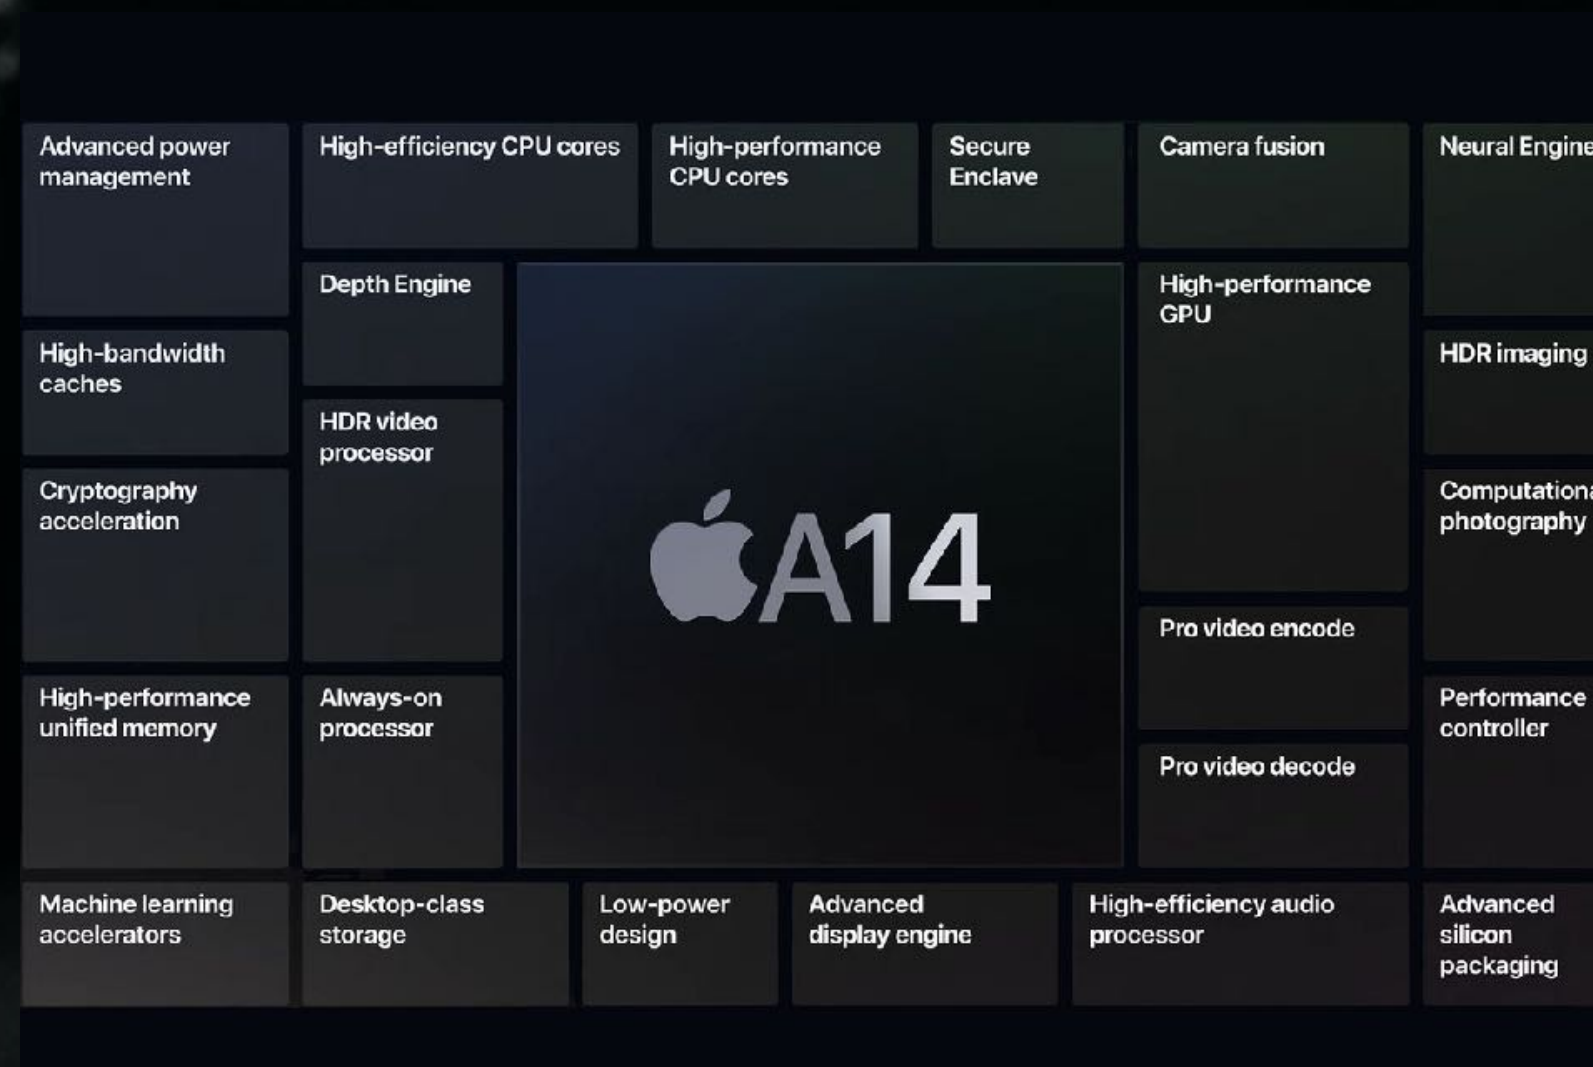 Advanced power
management
High-efficiency CPU cores
High-performance
CPU cores
Secure
Enclave
Camera fusion
Neural Engine
Depth Engine
High-performance
GPU
High-bandwidth
caches
HDR imaging
HDR video
processor
Cryptography
acceleration
Computationa
photography
A14
Pro video encode
High-performance
unified memory
Always-on
processor
Performance
controller
Pro video decode
Machine learning
accelerators
Desktop-class
storage
Low-power
design
Advanced
display engine
High-efficiency audio
processor
Advanced
silicon
packaging